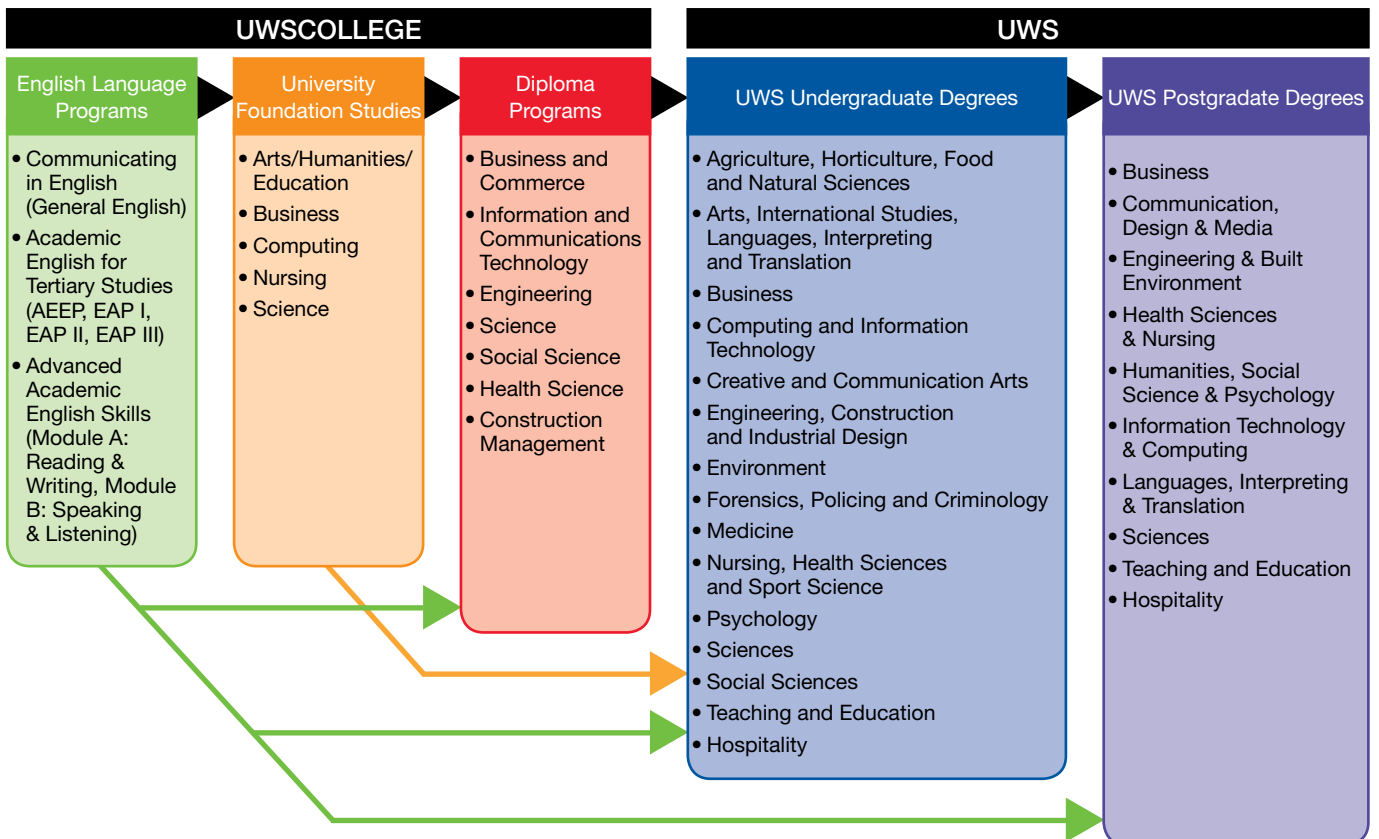 UWSCOLLEGE
UWS
English Language
Programs
University
Foundation Studies
Diploma
Programs
UWS Undergraduate Degrees
UWS Postgradate Degrees
• Communicating
in English
(General English)
• Academic
English for
Tertiary Studies
(AEEP, EAP I,
EAP II, EAP III)
• Advanced
Academic
English Skills
(Module A:
Reading &
Writing, Module
B: Speaking
& Listening)
• Arts/Humanities/
Education
• Business
• Computing
• Nursing
• Science
• Business and
Commerce
• Information and
Communications
Technology
• Engineering
• Science
• Social Science
• Health Science
• Construction
Management
• Agriculture, Horticulture, Food
and Natural Sciences
• Arts, International Studies,
Languages, Interpreting
and Translation
• Business
• Computing and Information
Technology
• Creative and Communication Arts
• Engineering, Construction
and Industrial Design
• Environment
• Forensics, Policing and Criminology
• Medicine
• Nursing, Health Sciences
and Sport Science
• Psychology
• Sciences
• Social Sciences
• Teaching and Education
• Hospitality
• Business
• Communication,
Design & Media
• Engineering & Built
Environment
• Health Sciences
& Nursing
• Humanities, Social
Science & Psychology
• Information Technology
& Computing
• Languages, Interpreting
& Translation
• Sciences
• Teaching and Education
• Hospitality